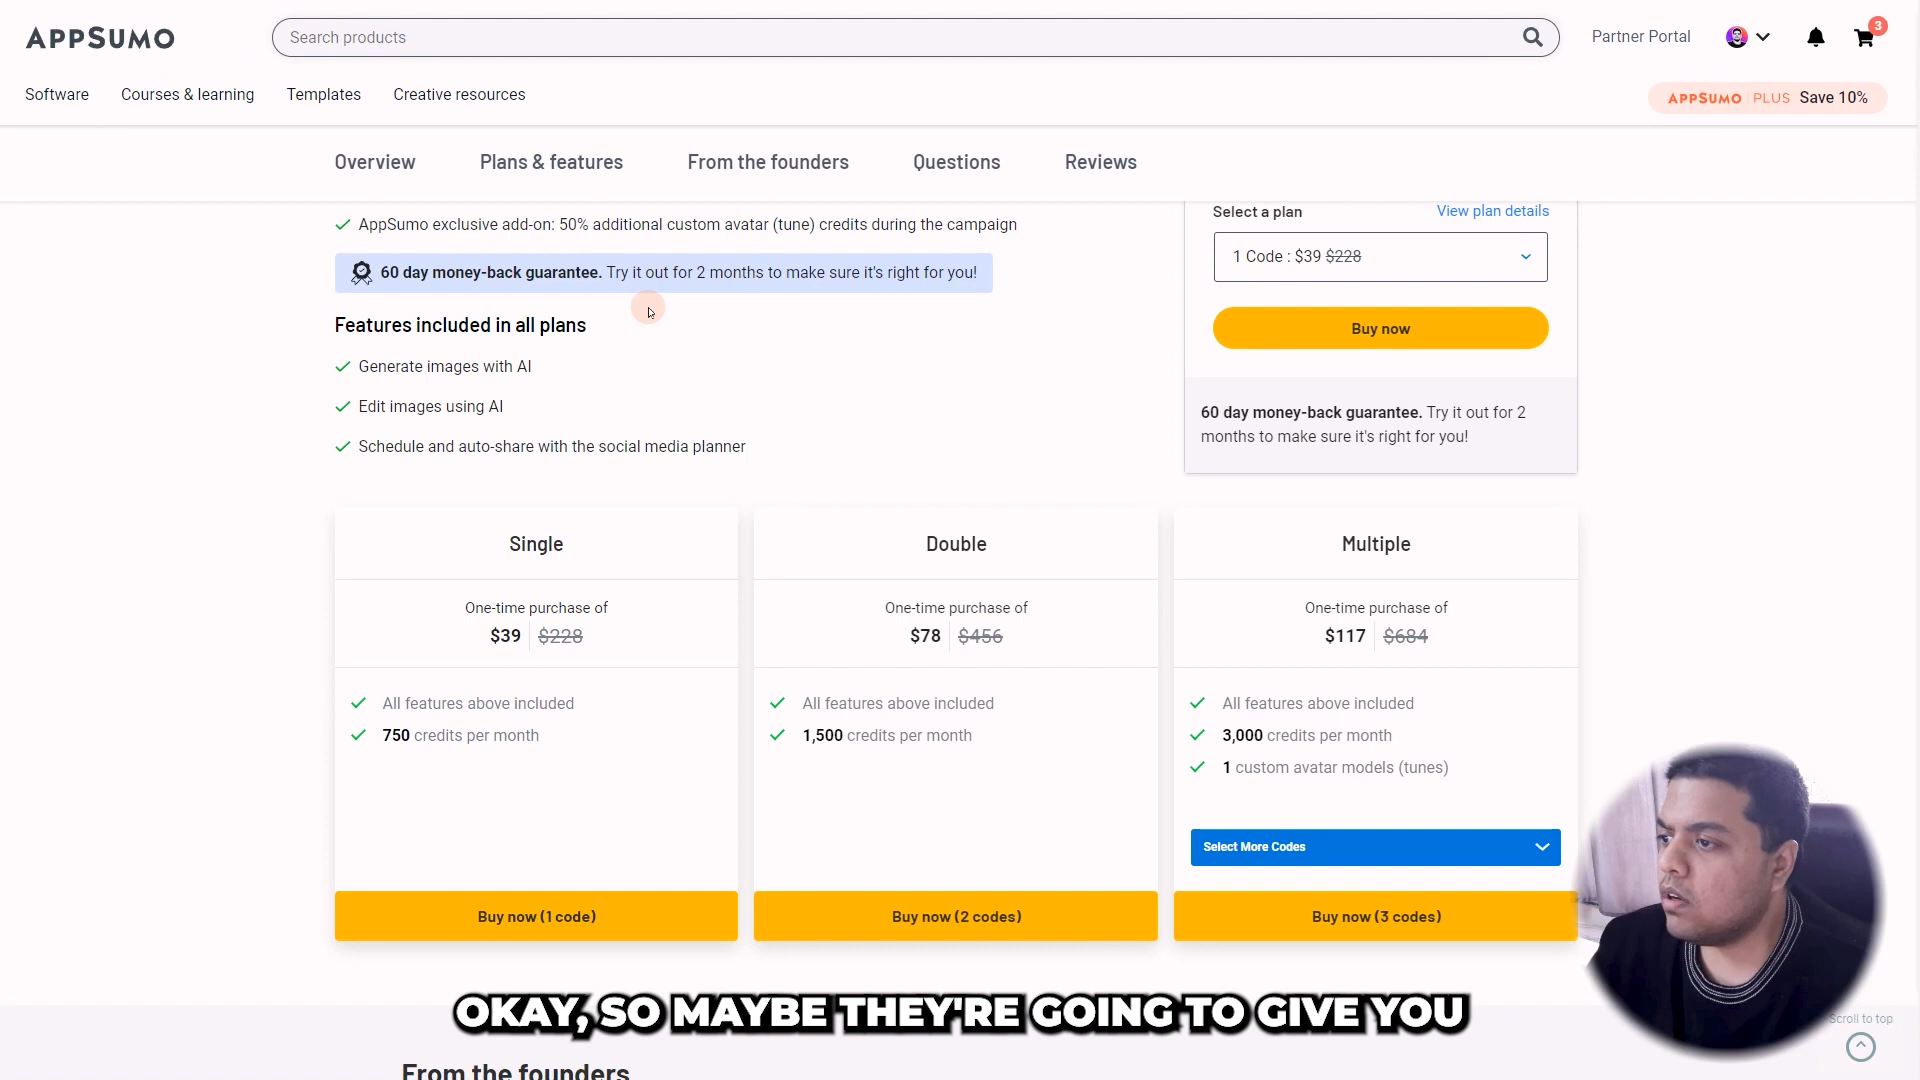 APPSUMO
Search products
Partner Portal
3
Software
Courses & learning
Templates
Creative resources
APPSUMO PLUS Save 10%
Overview
Plans & features
From the founders
Questions
Reviews
AppSumo exclusive add-on: 50% additional custom avatar (tune) credits during the campaign
60 day money-back guarantee. Try it out for 2 months to make sure it's right for you!
Features included in all plans
Generate images with AI
Edit images using AI
Schedule and auto-share with the social media planner
Select a plan
View plan details
1 Code : $39 $228
Buy now
60 day money-back guarantee. Try it out for 2
months to make sure it's right for you!
Single
One-time purchase of
$39 $228
All features above included
750 credits per month
Buy now (1 code)
Double
One-time purchase of
$78 $456
All features above included
1,500 credits per month
Buy now (2 codes)
Multiple
One-time purchase of
$117 $684
All features above included
3,000 credits per month
1 custom avatar models (tunes)
Select More Codes
Buy now (3 codes)
OKAY, SO MAYBE THEY'RE GOING TO GIVE YOU
Scroll to top
From the founders